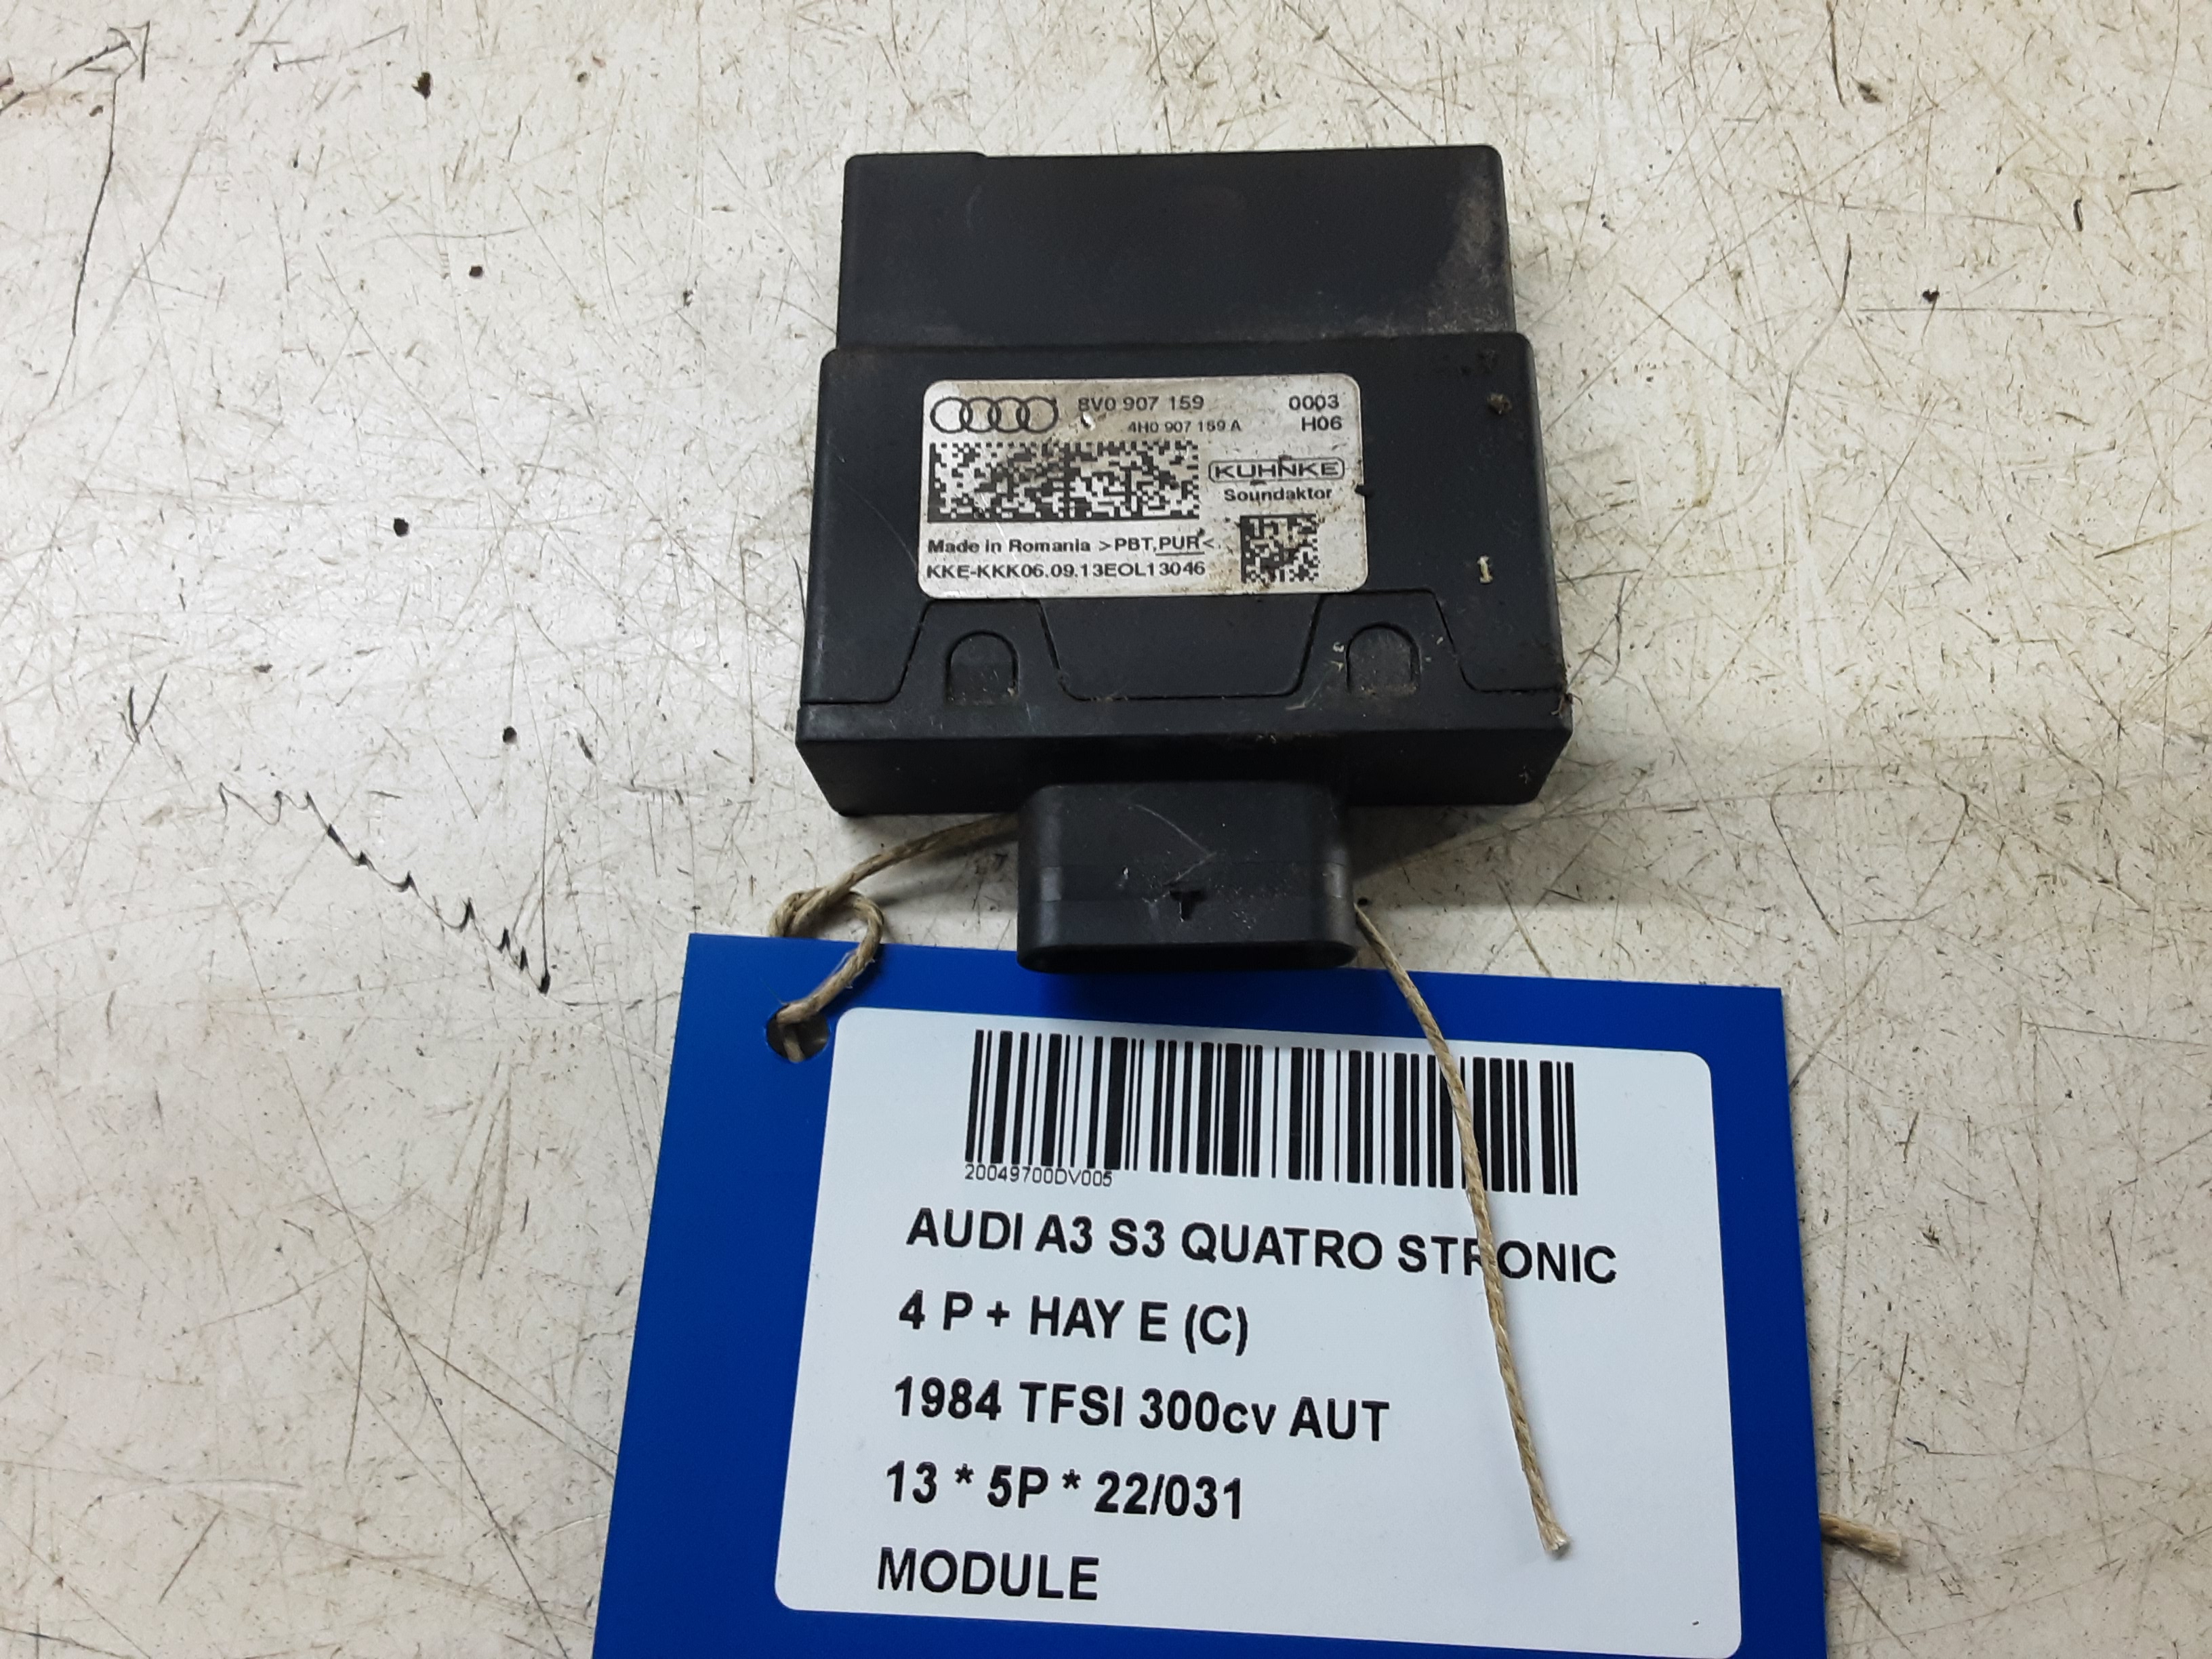 8V0 907 159 0003
4H0 907 159 A H06
KUHNKE
Soundaktor
Made in Romania >PBT,PUR<
KKE-KKK06.09.13EOL13046
20049700DV005
AUDI A3 S3 QUATRO STRONIC
4 P + HAY E (C)
1984 TFSI 300cv AUT
13 * 5P * 22/031
MODULE